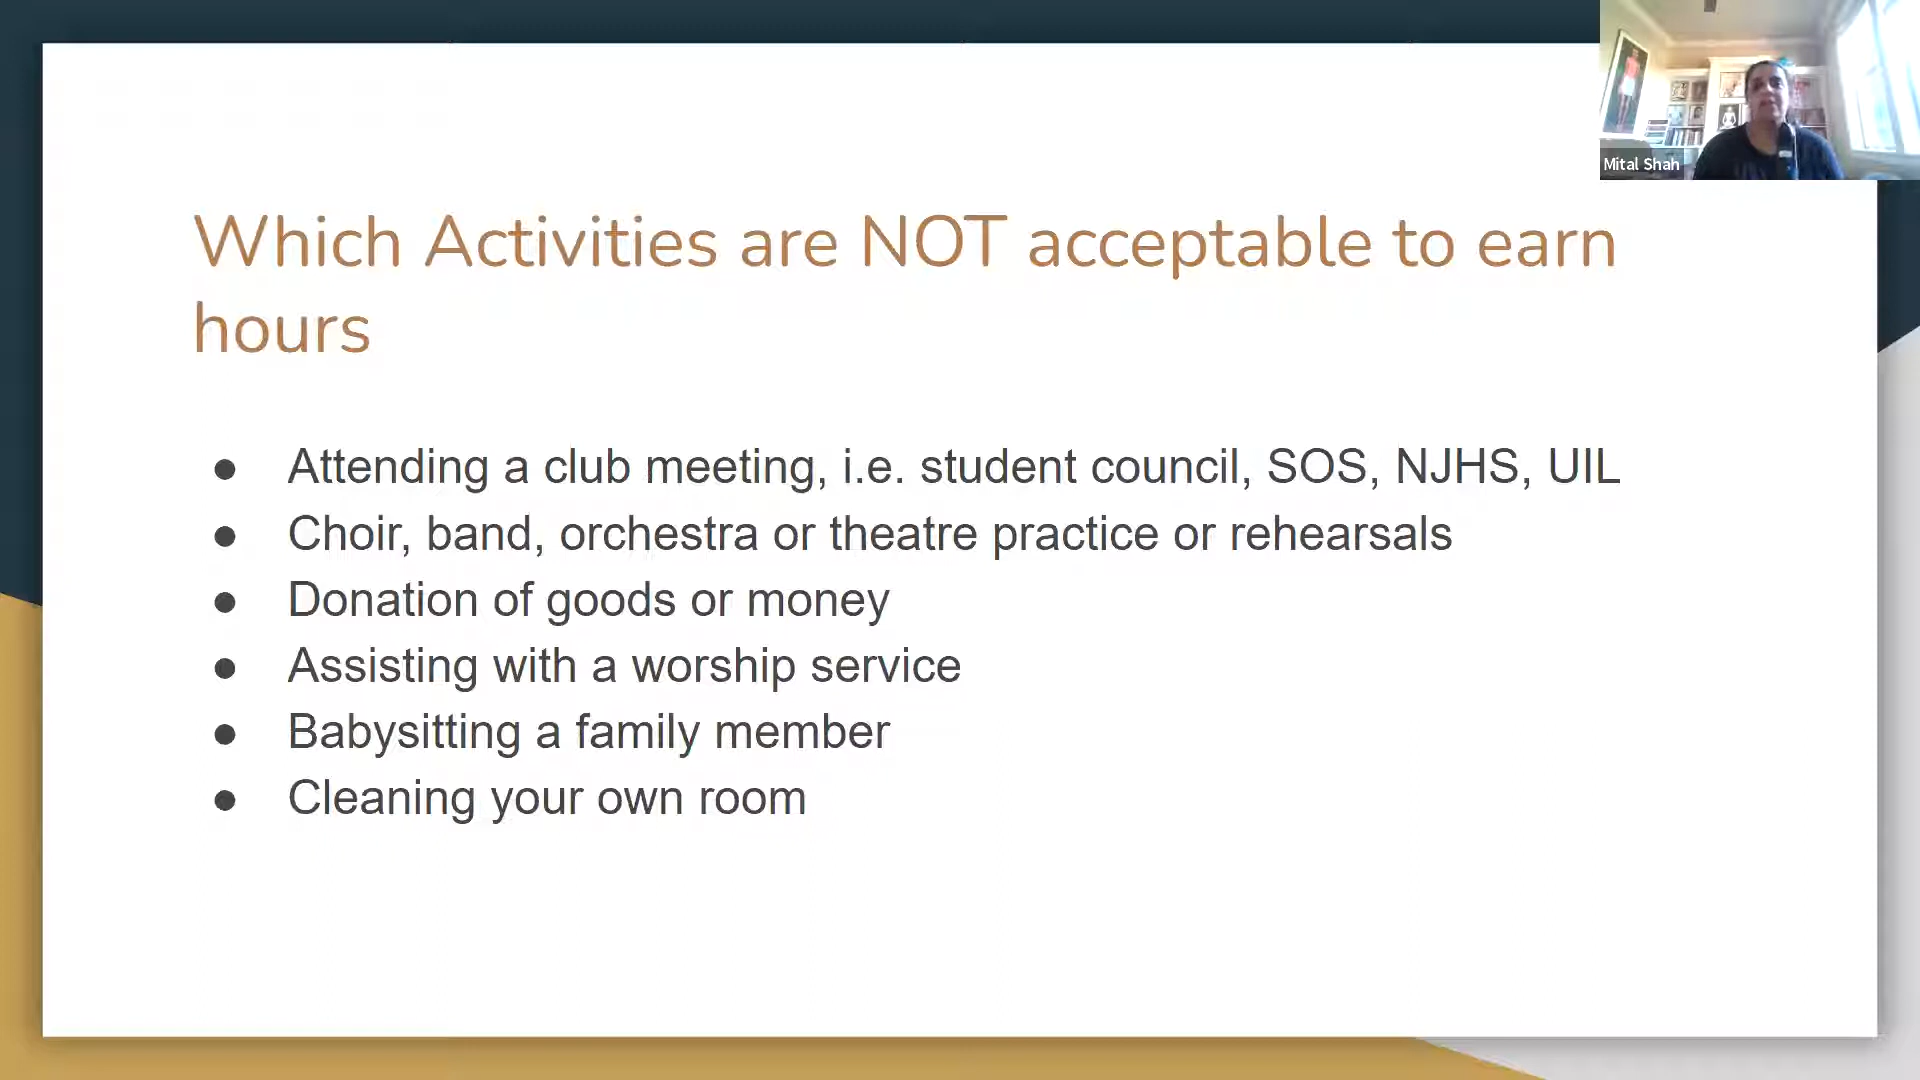 Mital Shah
Which Activities are NOT acceptable to earn
hours
● Attending a club meeting, i.e. student council, SOS, NJHS, UIL
● Choir, band, orchestra or theatre practice or rehearsals
● Donation of goods or money
● Assisting with a worship service
● Babysitting a family member
● Cleaning your own room